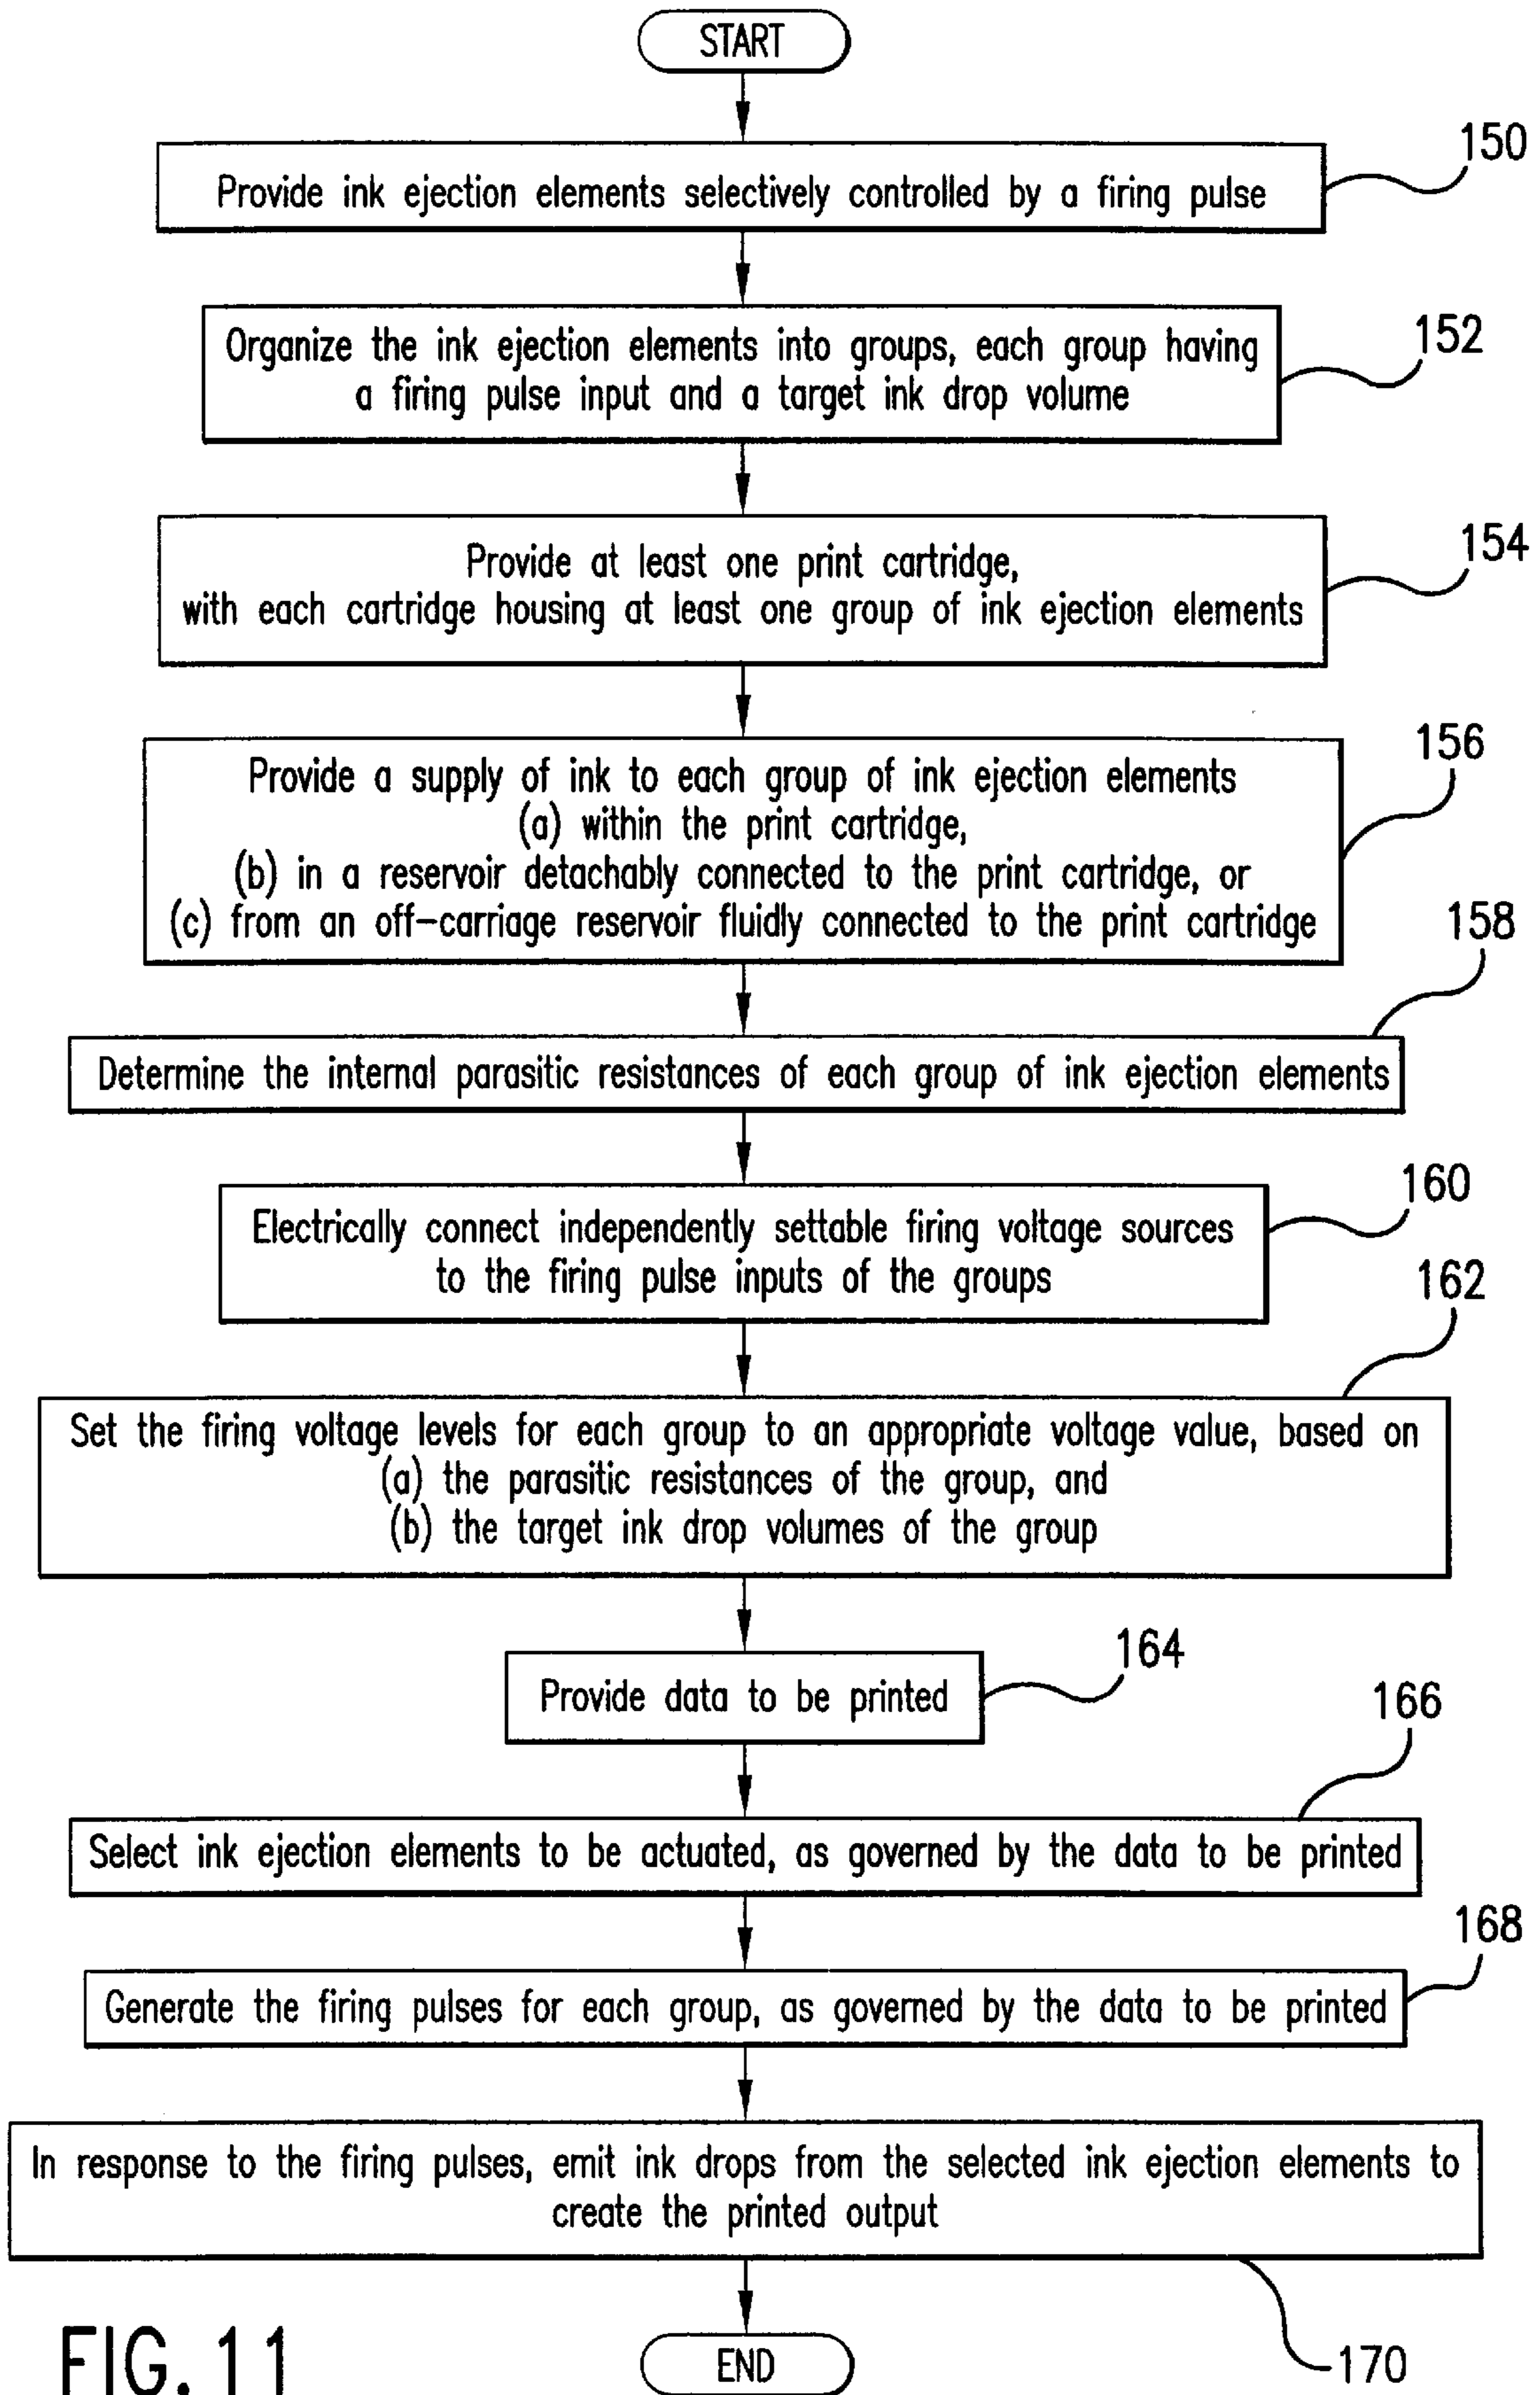 START
150
Provide ink ejection elements selectively controlled by a firing pulse
152
Organize the ink ejection elements into groups, each group having
a firing pulse input and a target ink drop volume
154
Provide at least one print cartridge,
with each cartridge housing at least one group of ink ejection elements
156
Provide a supply of ink to each group of ink ejection elements
(a) within the print cartridge,
(b) in a reservoir detachably connected to the print cartridge, or
(c) from an off-carriage reservoir fluidly connected to the print cartridge
158
Determine the internal parasitic resistances of each group of ink ejection elements
160
Electrically connect independently settable firing voltage sources
to the firing pulse inputs of the groups
162
Set the firing voltage levels for each group to an appropriate voltage value, based on
(a) the parasitic resistances of the group, and
(b) the target ink drop volumes of the group
164
Provide data to be printed
166
Select ink ejection elements to be actuated, as governed by the data to be printed
168
Generate the firing pulses for each group, as governed by the data to be printed
In response to the firing pulses, emit ink drops from the selected ink ejection elements to
create the printed output
170
END
FIG. 11